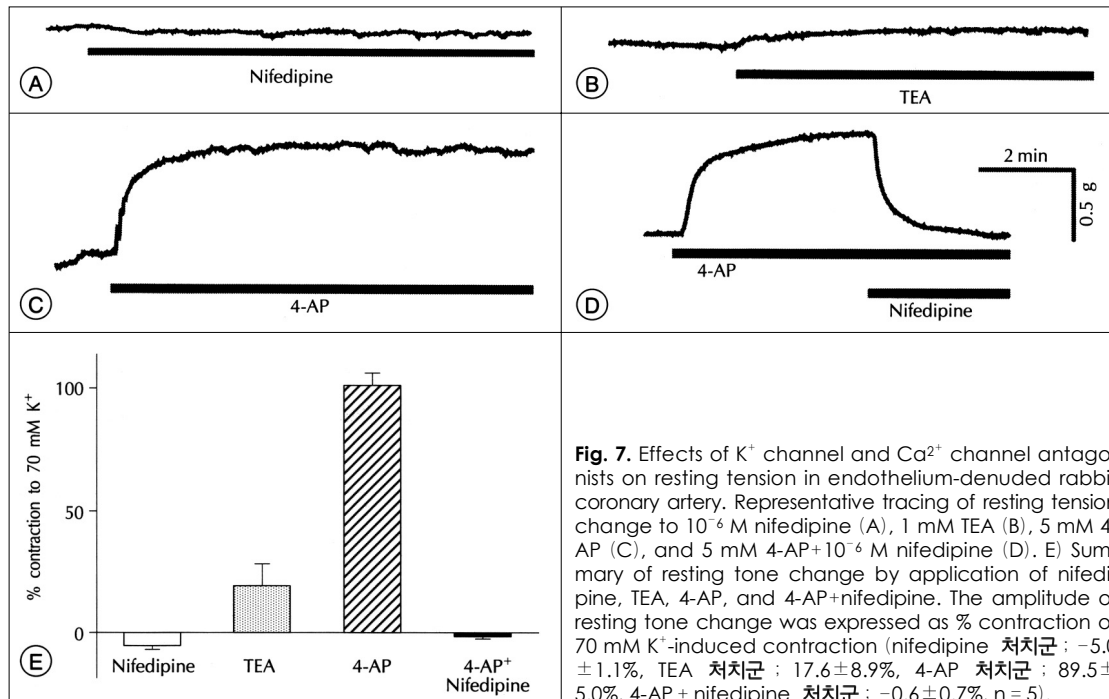 Nifedipine
A
TEA
B
4-AP
C
2 min
0.5 g
4-AP
Nifedipine
D
% contraction to 70 mM K⁺
100
50
0
Nifedipine
TEA
4-AP
4-AP⁺
Nifedipine
E
Fig. 7. Effects of K⁺ channel and Ca²⁺ channel antago
nists on resting tension in endothelium-denuded rabbi
coronary artery. Representative tracing of resting tension
change to 10⁻⁶ M nifedipine (A), 1 mM TEA (B), 5 mM 4
AP (C), and 5 mM 4-AP+10⁻⁶ M nifedipine (D). E) Sum
mary of resting tone change by application of nifedi
pine, TEA, 4-AP, and 4-AP+nifedipine. The amplitude o
resting tone change was expressed as % contraction o
70 mM K⁺-induced contraction (nifedipine 처치군 ; -5.0
±1.1%, TEA 처치군 ; 17.6±8.9%, 4-AP 처치군 ; 89.5±
5.0%, 4-AP + nifedipine 처치군 ; -0.6±0.7%, n = 5).